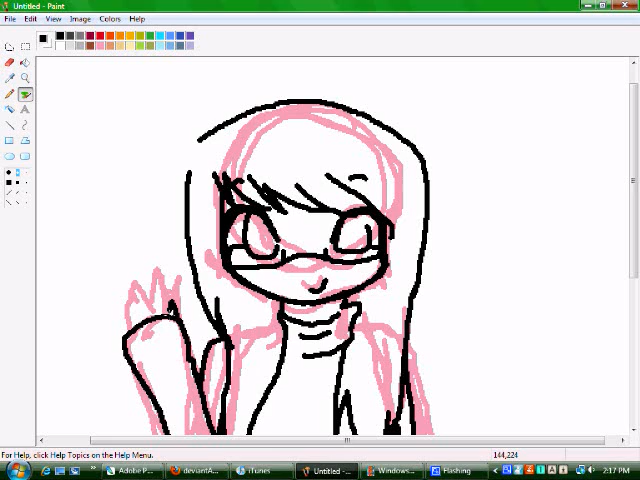 Untitled - Paint
File Edit View Image Colors Help
For Help, click Help Topics on the Help Menu.
144,224
Adobe P... deviantA... iTunes Untitled -... Windows... Flashing
2:17 PM